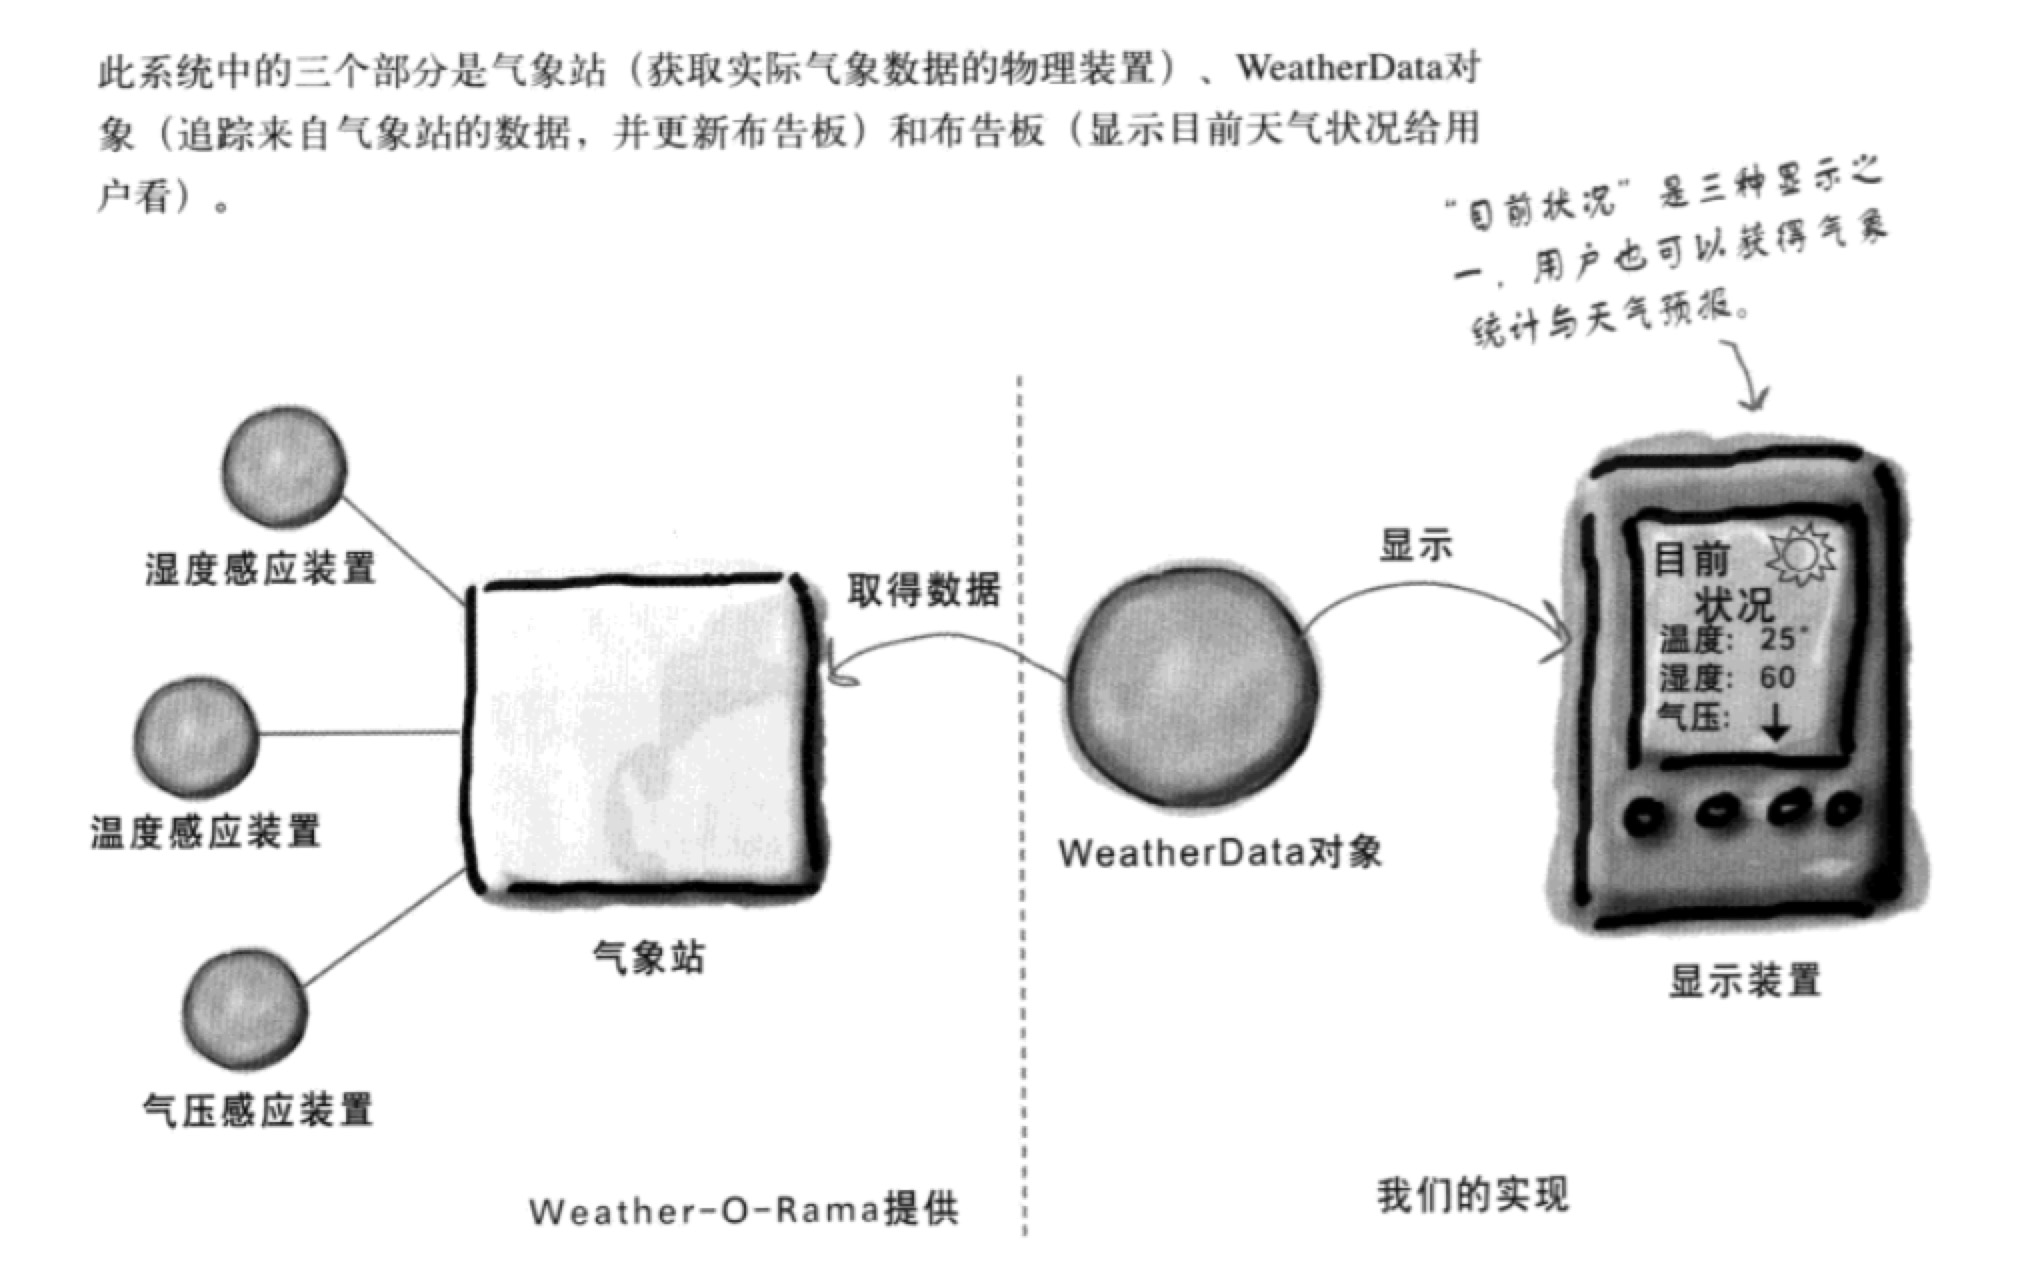 此系统中的三个部分是气象站（获取实际气象数据的物理装置）、WeatherData对
象（追踪来自气象站的数据，并更新布告板）和布告板（显示目前天气状况给用
户看）。
“目前状况”是三种显示之
一，用户也可以获得气象
统计与天气预报。
湿度感应装置
温度感应装置
气压感应装置
气象站
取得数据
WeatherData对象
显示
目前
状况
温度: 25°
湿度: 60
气压: ↓
显示装置
Weather-O-Rama提供
我们的实现